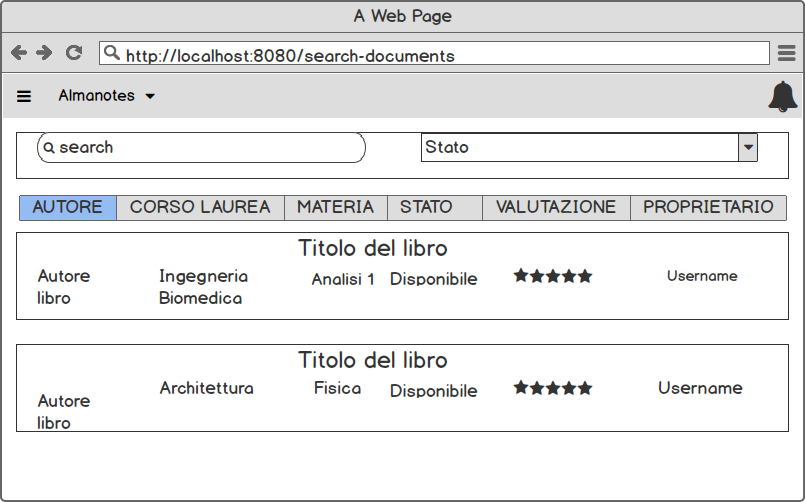 A Web Page
http://localhost:8080/search-documents
Almanotes
search
Stato
AUTORE CORSO LAUREA MATERIA STATO VALUTAZIONE PROPRIETARIO
Titolo del libro
Autore libro
Ingegneria Biomedica
Analisi 1
Disponibile
Username
Titolo del libro
Autore libro
Architettura
Fisica
Disponibile
Username